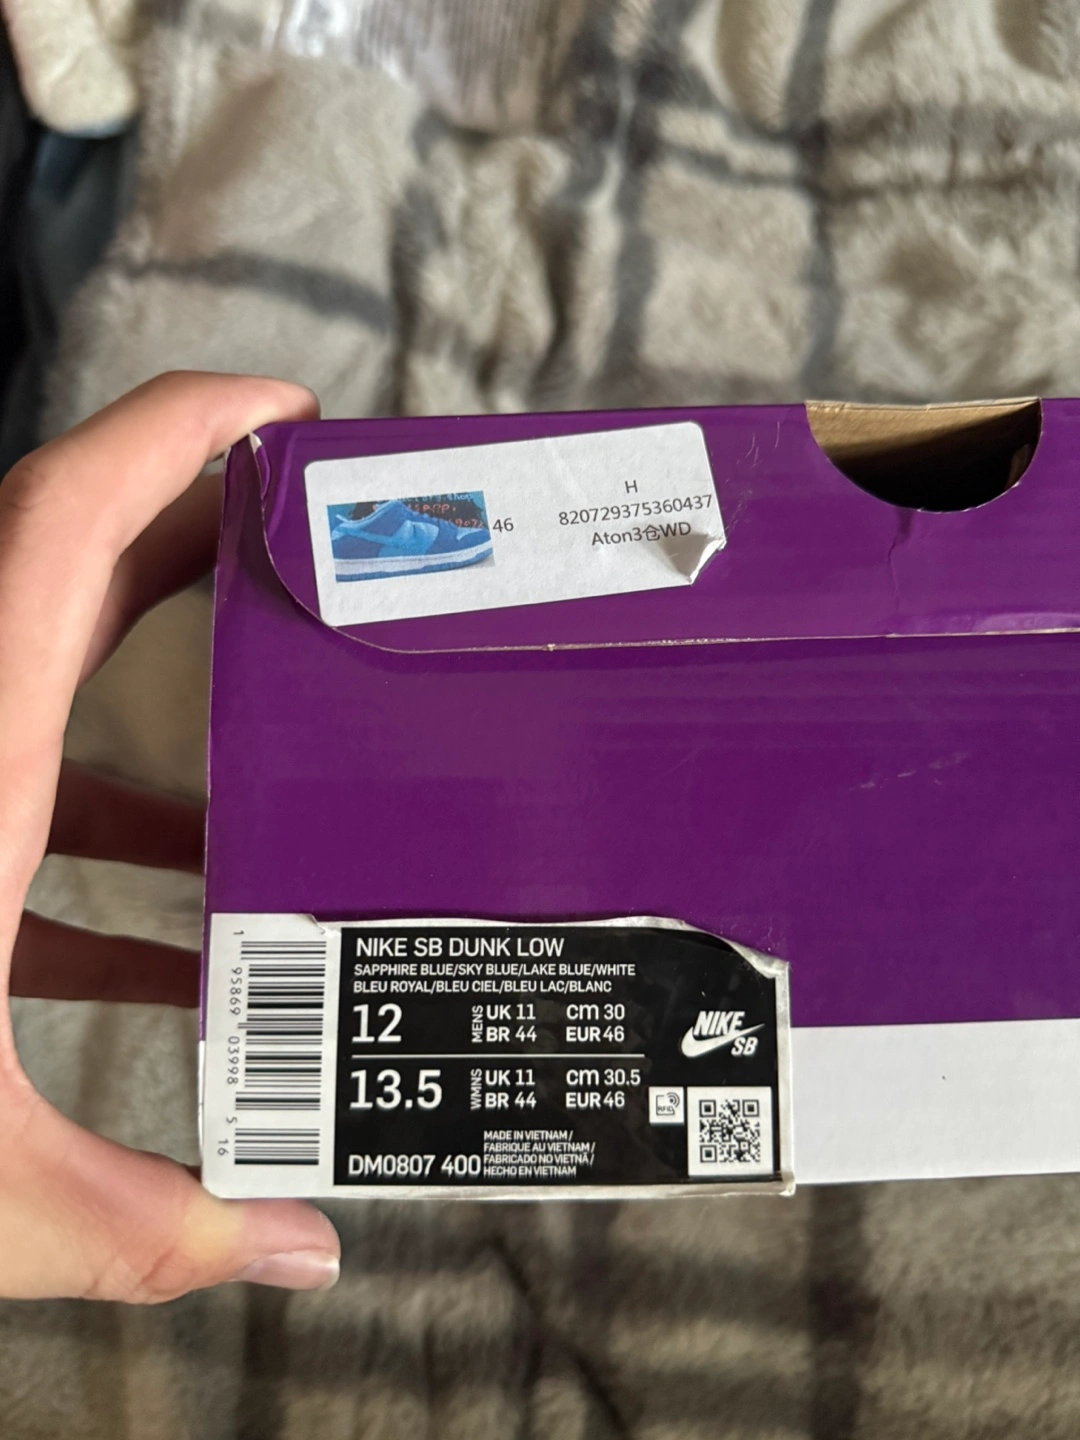 46
H
820729375360437
Aton3仓WD
NIKE SB DUNK LOW
SAPPHIRE BLUE/SKY BLUE/LAKE BLUE/WHITE
BLEU ROYAL/BLEU CIEL/BLEU LAC/BLANC
12 MENS UK 11 cm 30
BR 44 EUR 46
13.5 WMNS UK 11 cm 30.5
BR 44 EUR 46
NIKE
SB
RFID
MADE IN VIETNAM /
FABRIQUE AU VIETNAM /
FABRICADO NO VIETNÃ /
HECHO EN VIETNAM
DM0807 400
1 95869 03998 5 16